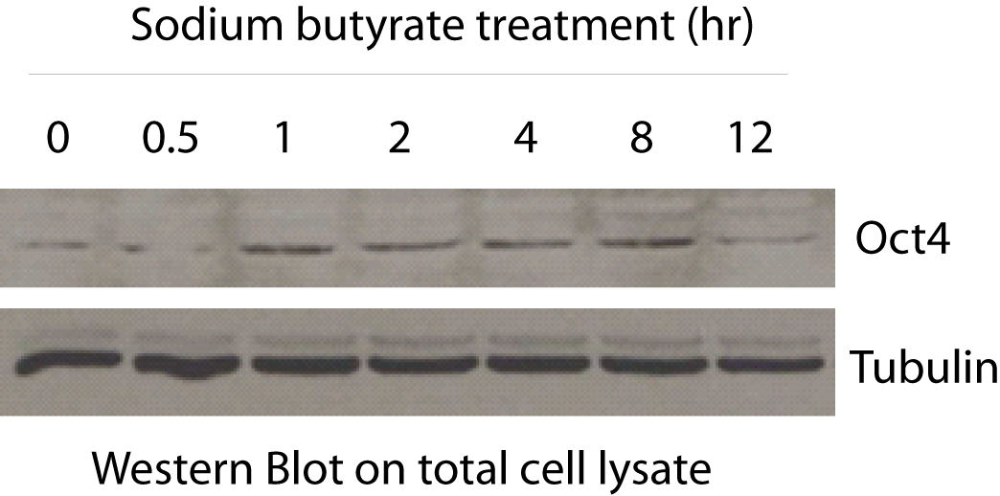 Sodium butyrate treatment (hr)
0 0.5 1 2 4 8 12
Oct4
Tubulin
Western Blot on total cell lysate